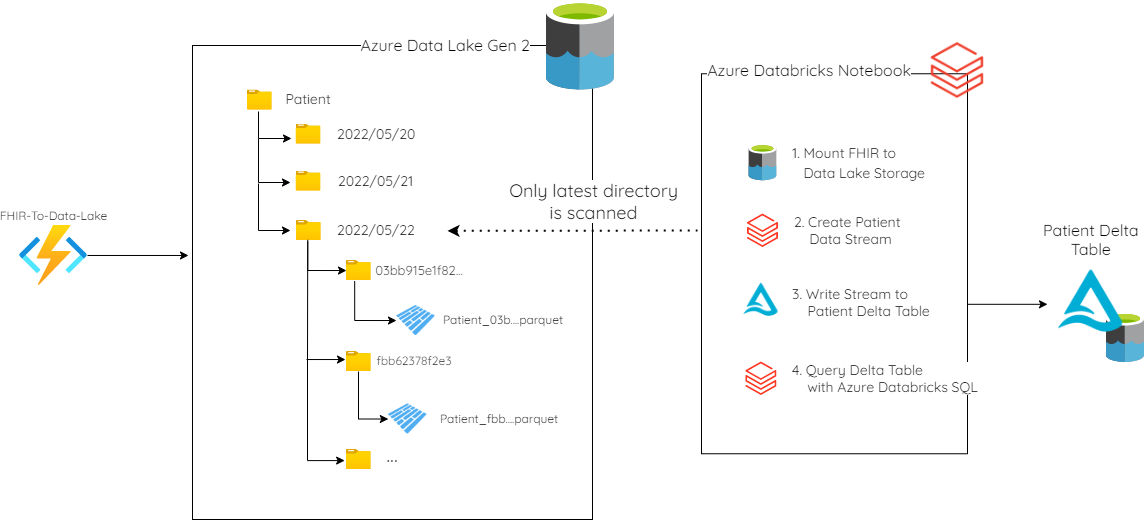 Azure Data Lake Gen 2
Patient
2022/05/20
2022/05/21
2022/05/22
03bb915e1f82...
Patient_03b....parquet
fbb62378f2e3
Patient_fbb....parquet
...
FHIR-To-Data-Lake
Only latest directory
is scanned
Azure Databricks Notebook
1. Mount FHIR to
Data Lake Storage
2. Create Patient
Data Stream
3. Write Stream to
Patient Delta Table
4. Query Delta Table
with Azure Databricks SQL
Patient Delta
Table